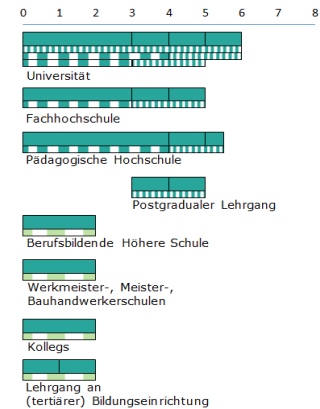 0 1 2 3 4 5 6 7 8
Universität
Fachhochschule
Pädagogische Hochschule
Postgradualer Lehrgang
Berufsbildende Höhere Schule
Werkmeister-, Meister-,
Bauhandwerkerschulen
Kollegs
Lehrgang an
(tertiärer) Bildungseinrichtung